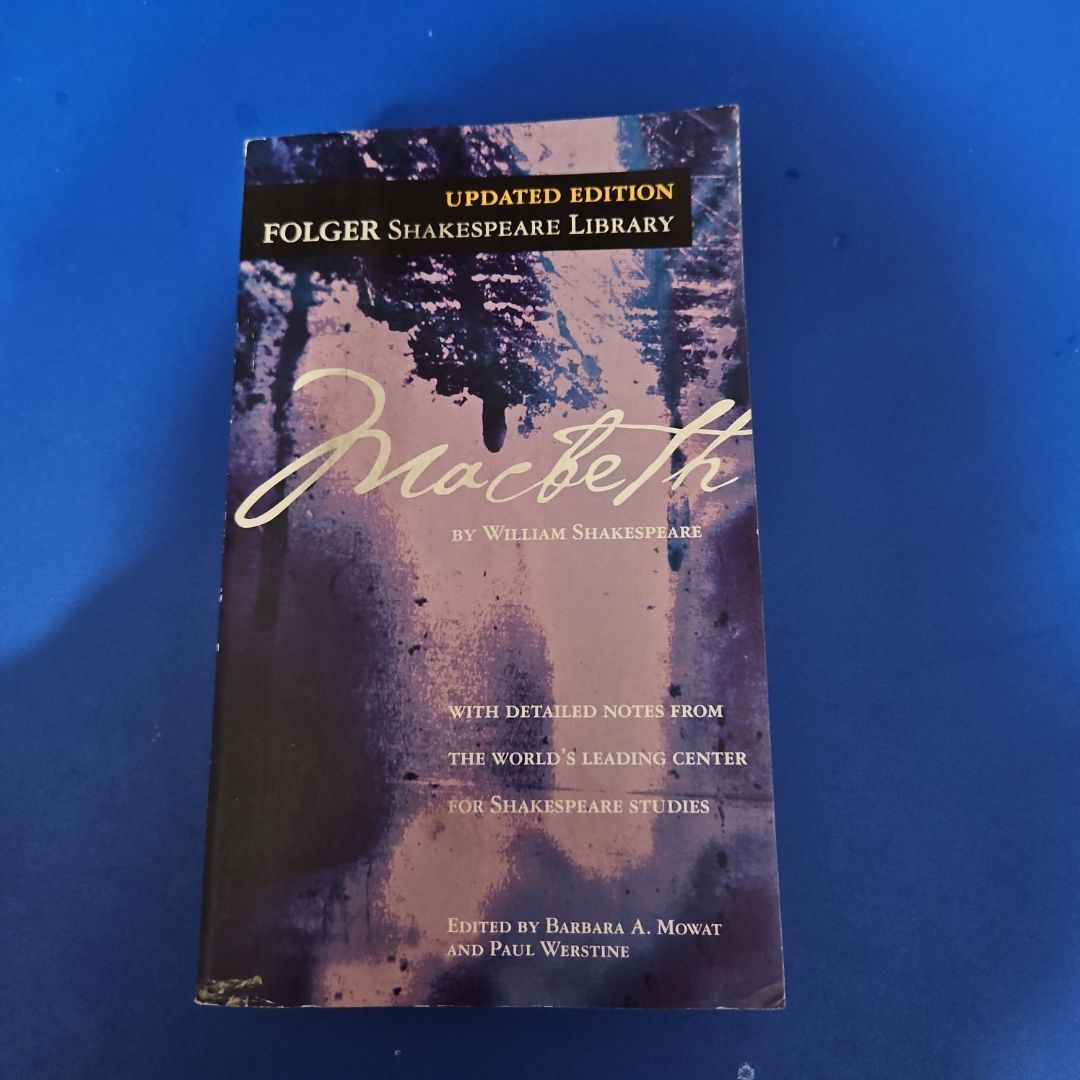 UPDATED EDITION
FOLGER SHAKESPEARE LIBRARY
Macbeth
BY WILLIAM SHAKESPEARE
WITH DETAILED NOTES FROM
THE WORLD'S LEADING CENTER
FOR SHAKESPEARE STUDIES
EDITED BY BARBARA A. MOWAT
AND PAUL WERSTINE